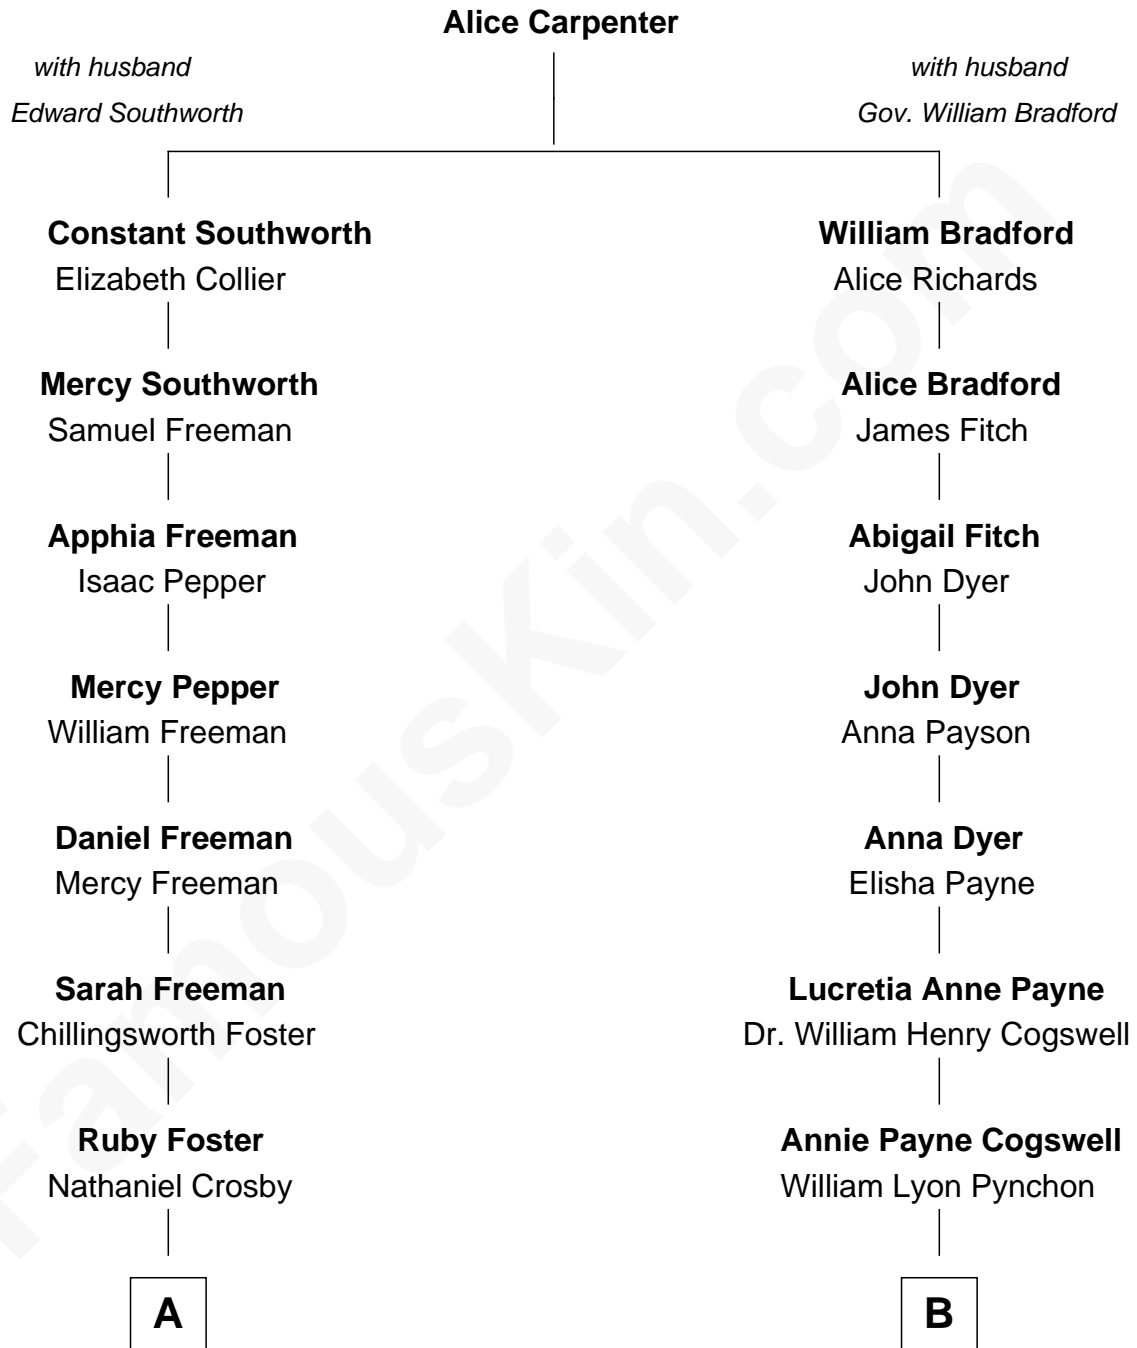 Alice Carpenter
with husband
Edward Southworth
with husband
Gov. William Bradford
Constant Southworth
Elizabeth Collier
William Bradford
Alice Richards
Mercy Southworth
Samuel Freeman
Alice Bradford
James Fitch
Apphia Freeman
Isaac Pepper
Abigail Fitch
John Dyer
Mercy Pepper
William Freeman
John Dyer
Anna Payson
Daniel Freeman
Mercy Freeman
Anna Dyer
Elisha Payne
Sarah Freeman
Chillingsworth Foster
Lucretia Anne Payne
Dr. William Henry Cogswell
Ruby Foster
Nathaniel Crosby
Annie Payne Cogswell
William Lyon Pynchon
A
B
FamousKin.com